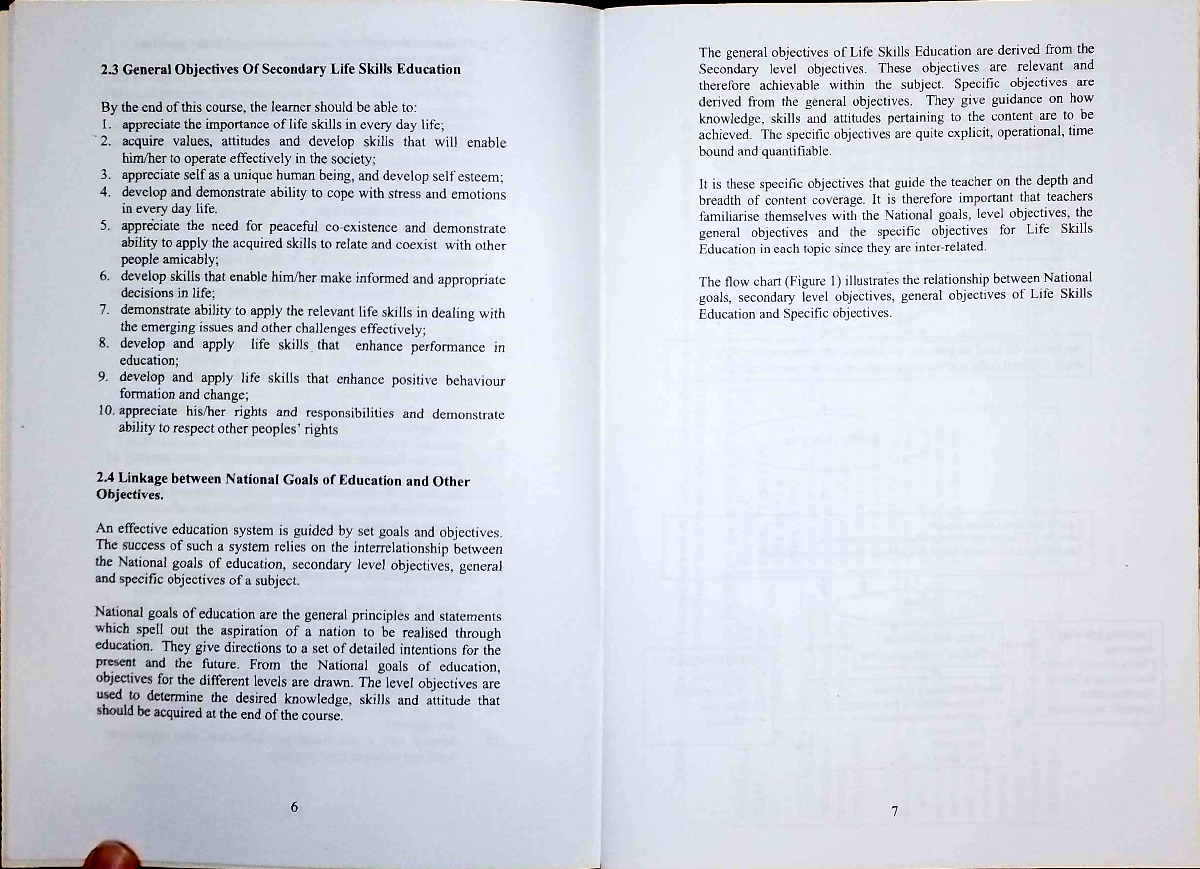 2.3 General Objectives Of Secondary Life Skills Education
By the end of this course, the learner should be able to:
1. appreciate the importance of life skills in every day life;
2. acquire values, attitudes and develop skills that will enable
him/her to operate effectively in the society;
3. appreciate self as a unique human being, and develop self esteem;
4. develop and demonstrate ability to cope with stress and emotions
in every day life.
5. appreciate the need for peaceful co-existence and demonstrate
ability to apply the acquired skills to relate and coexist with other
people amicably;
6. develop skills that enable him/her make informed and appropriate
decisions in life;
7. demonstrate ability to apply the relevant life skills in dealing with
the emerging issues and other challenges effectively;
8. develop and apply life skills that enhance performance in
education;
9. develop and apply life skills that enhance positive behaviour
formation and change;
10. appreciate his/her rights and responsibilities and demonstrate
ability to respect other peoples' rights
2.4 Linkage between National Goals of Education and Other
Objectives.
An effective education system is guided by set goals and objectives.
The success of such a system relies on the interrelationship between
the National goals of education, secondary level objectives, general
and specific objectives of a subject.
National goals of education are the general principles and statements
which spell out the aspiration of a nation to be realised through
education. They give directions to a set of detailed intentions for the
present and the future. From the National goals of education,
objectives for the different levels are drawn. The level objectives are
used to determine the desired knowledge, skills and attitude that
should be acquired at the end of the course.
6
The general objectives of Life Skills Education are derived from the
Secondary level objectives. These objectives are relevant and
therefore achievable within the subject. Specific objectives are
derived from the general objectives. They give guidance on how
knowledge, skills and attitudes pertaining to the content are to be
achieved. The specific objectives are quite explicit, operational, time
bound and quantifiable.
It is these specific objectives that guide the teacher on the depth and
breadth of content coverage. It is therefore important that teachers
familiarise themselves with the National goals, level objectives, the
general objectives and the specific objectives for Life Skills
Education in each topic since they are inter-related.
The flow chart (Figure 1) illustrates the relationship between National
goals, secondary level objectives, general objectives of Life Skills
Education and Specific objectives.
7